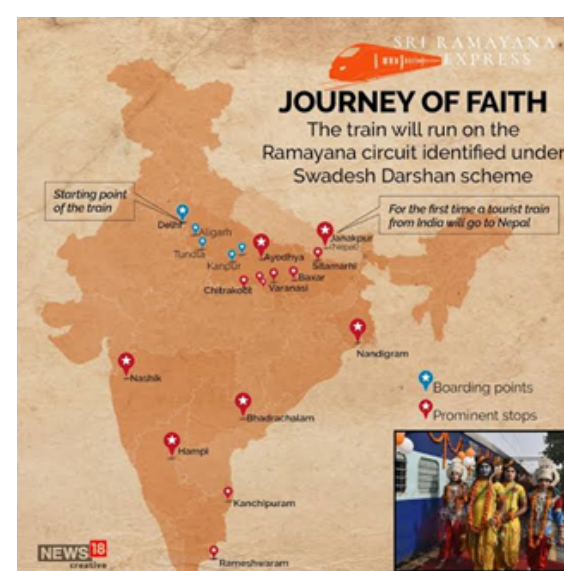 SRI RAMAYANA
EXPRESS
JOURNEY OF FAITH
The train will run on the
Ramayana circuit identified under
Swadesh Darshan scheme
Starting point
of the train
For the first time a tourist train
from India will go to Nepal
Delhi
Aligarh
Tundla
Kanpur
Ayodhya
Janakpur
(Nepal)
Sitamarhi
Baxar
Varanasi
Chitrakoot
Nandigram
Nashik
Bhadrachalam
Hampi
Kanchipuram
Rameshwaram
Boarding points
Prominent stops
NEWS 18
creative